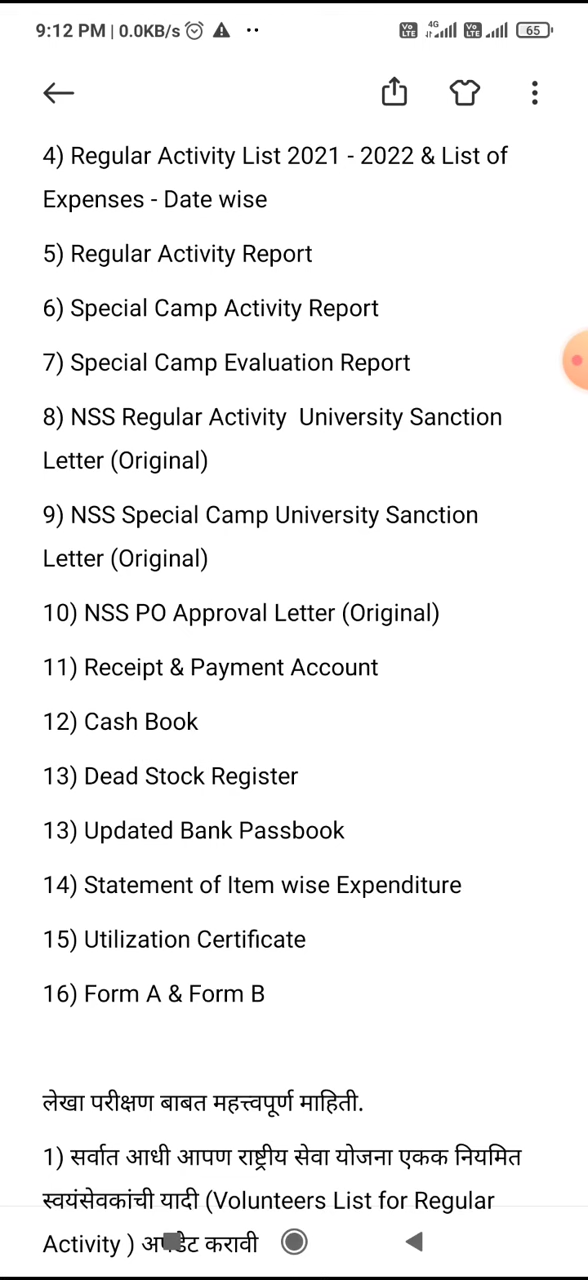 9:12 PM | 0.0KB/s
4G
Vo LTE
Vo LTE
65
4) Regular Activity List 2021 - 2022 & List of
Expenses - Date wise
5) Regular Activity Report
6) Special Camp Activity Report
7) Special Camp Evaluation Report
8) NSS Regular Activity  University Sanction
Letter (Original)
9) NSS Special Camp University Sanction
Letter (Original)
10) NSS PO Approval Letter (Original)
11) Receipt & Payment Account
12) Cash Book
13) Dead Stock Register
13) Updated Bank Passbook
14) Statement of Item wise Expenditure
15) Utilization Certificate
16) Form A & Form B
लेखा परीक्षण बाबत महत्त्वपूर्ण माहिती.
1) सर्वात आधी आपण राष्ट्रीय सेवा योजना एकक नियमित
स्वयंसेवकांची यादी (Volunteers List for Regular
Activity ) करावी